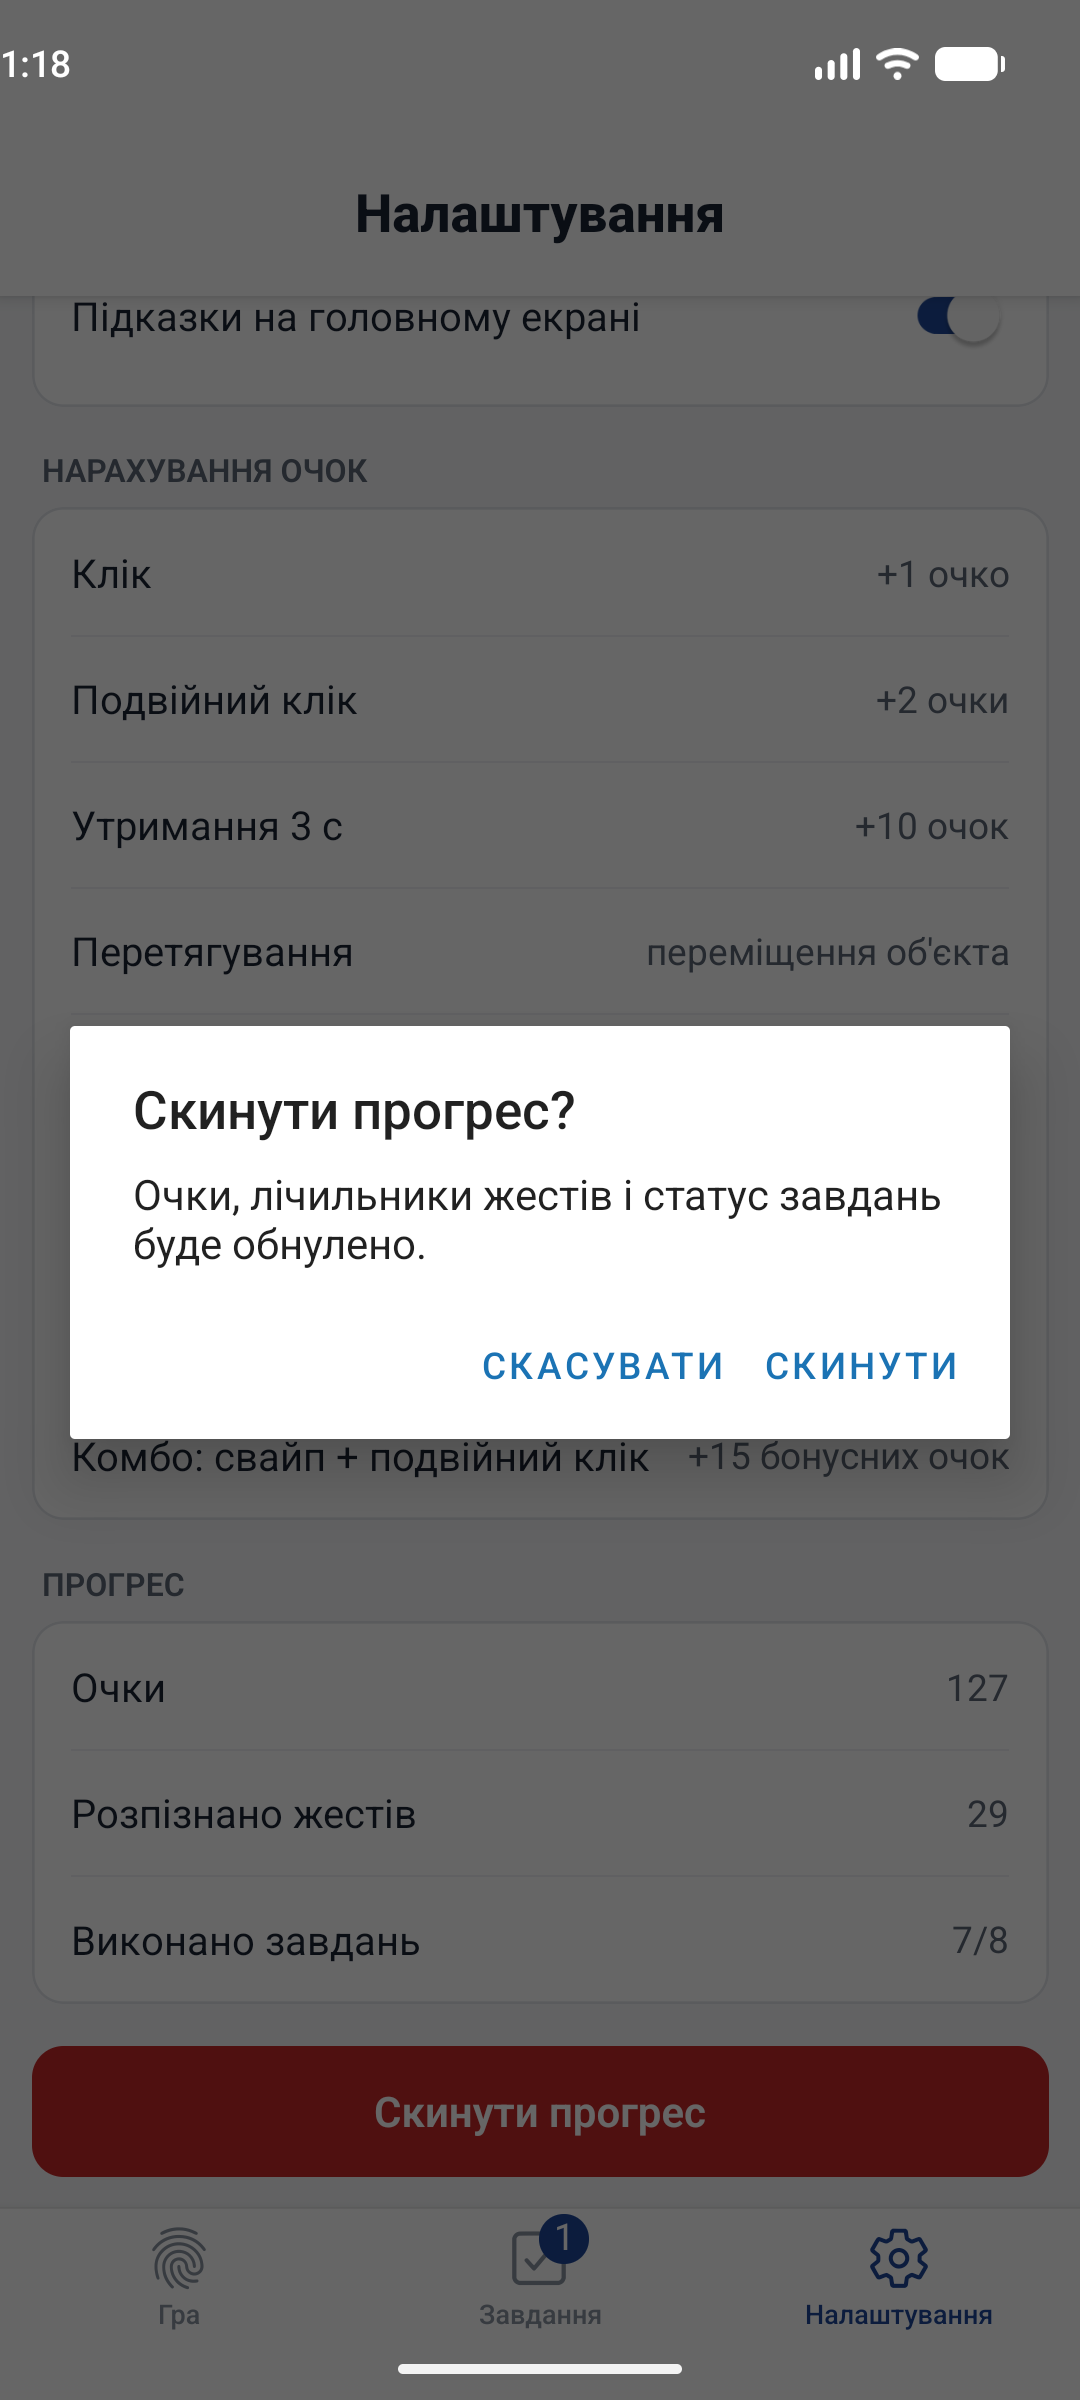 1:18
Налаштування
Підказки на головному екрані
НАРАХУВАННЯ ОЧОК
Клік +1 очко
Подвійний клік +2 очки
Утримання 3 с +10 очок
Перетягування переміщення об'єкта
Скинути прогрес?
Очки, лічильники жестів і статус завдань
буде обнулено.
СКАСУВАТИ СКИНУТИ
Комбо: свайп + подвійний клік +15 бонусних очок
ПРОГРЕС
Очки 127
Розпізнано жестів 29
Виконано завдань 7/8
Скинути прогрес
1
Гра Завдання Налаштування